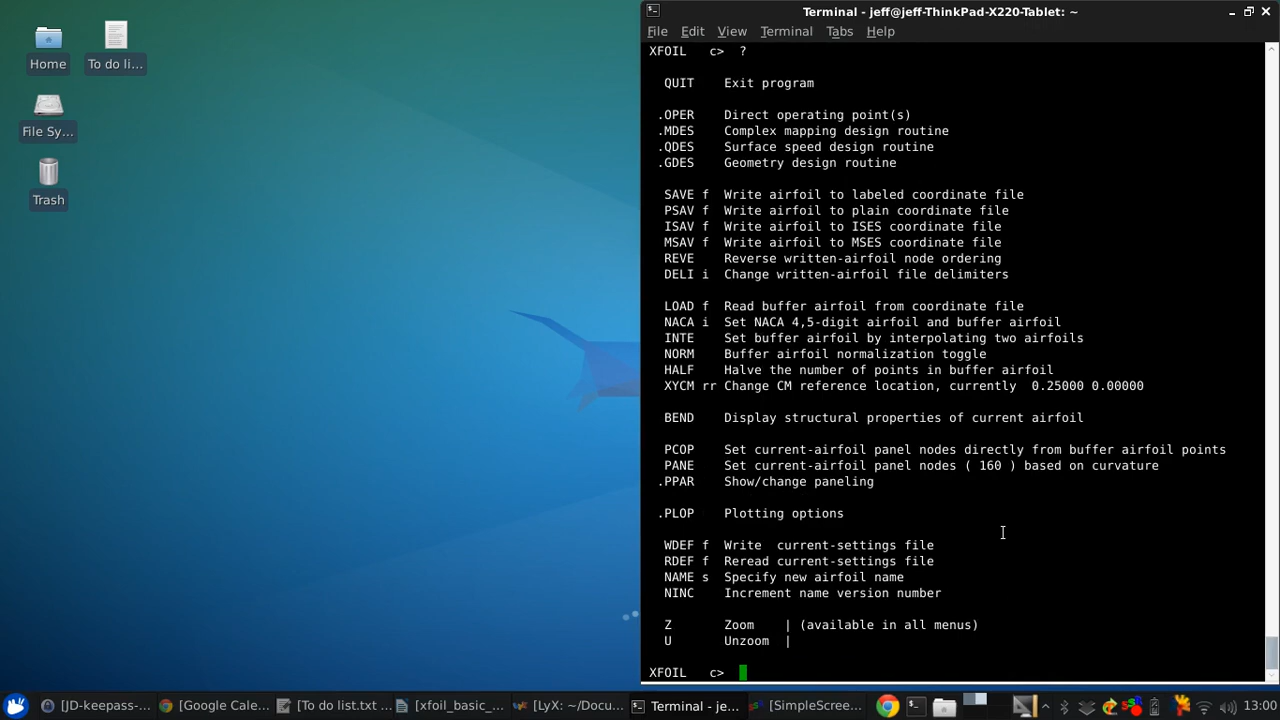 Home
To do li...
File Sy...
Trash
Terminal - jeff@jeff-ThinkPad-X220-Tablet: ~
File Edit View Terminal Tabs Help
XFOIL   c>  ?
QUIT    Exit program
.OPER    Direct operating point(s)
.MDES    Complex mapping design routine
.QDES    Surface speed design routine
.GDES    Geometry design routine
SAVE f  Write airfoil to labeled coordinate file
PSAV f  Write airfoil to plain coordinate file
ISAV f  Write airfoil to ISES coordinate file
MSAV f  Write airfoil to MSES coordinate file
REVE    Reverse written-airfoil node ordering
DELI i  Change written-airfoil file delimiters
LOAD f  Read buffer airfoil from coordinate file
NACA i  Set NACA 4,5-digit airfoil and buffer airfoil
INTE    Set buffer airfoil by interpolating two airfoils
NORM    Buffer airfoil normalization toggle
HALF    Halve the number of points in buffer airfoil
XYCM rr Change CM reference location, currently  0.25000 0.00000
BEND    Display structural properties of current airfoil
PCOP    Set current-airfoil panel nodes directly from buffer airfoil points
PANE    Set current-airfoil panel nodes ( 160 ) based on curvature
.PPAR    Show/change paneling
.PLOP    Plotting options
WDEF f  Write  current-settings file
RDEF f  Reread current-settings file
NAME s  Specify new airfoil name
NINC    Increment name version number
Z       Zoom    | (available in all menus)
U       Unzoom  |
XFOIL   c>
[JD-keepass-... [Google Cale... [To do list.txt ... [xfoil_basic_... [LyX: ~/Docu... Terminal - je... [SimpleScree... 13:00